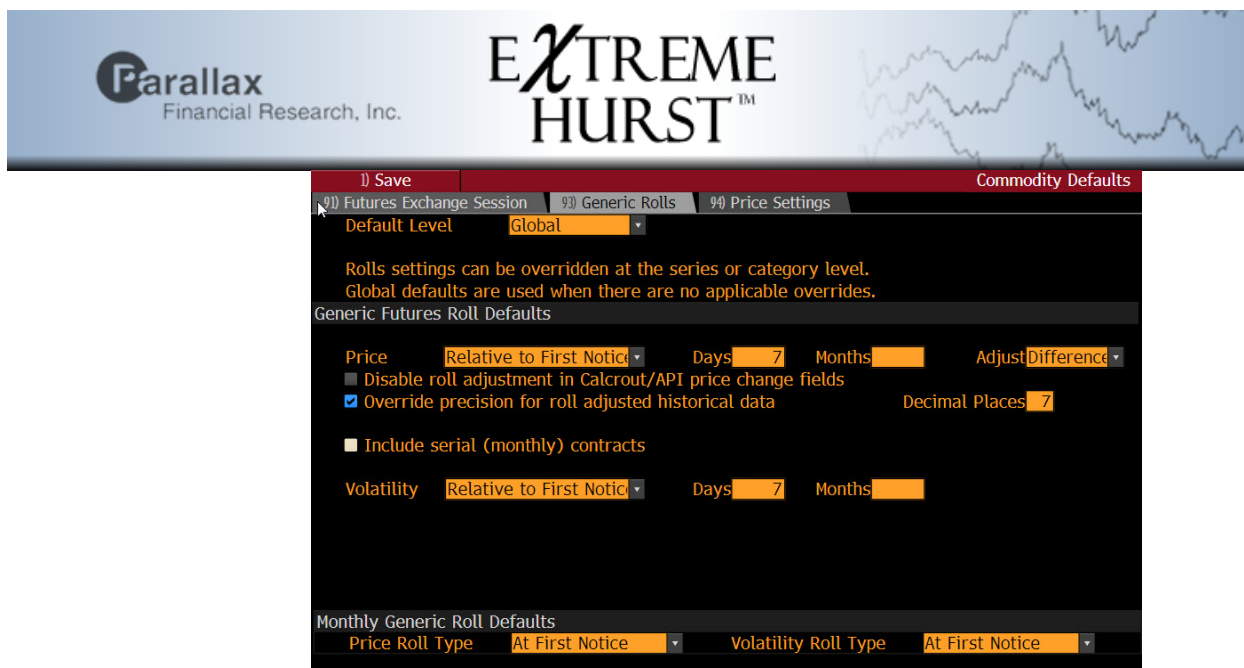 Parallax
Financial Research, Inc.
EXTREME
HURST™
1) Save Commodity Defaults
91) Futures Exchange Session 93) Generic Rolls 94) Price Settings
Default Level Global
Rolls settings can be overridden at the series or category level.
Global defaults are used when there are no applicable overrides.
Generic Futures Roll Defaults
Price Relative to First Notice Days 7 Months Adjust Difference
Disable roll adjustment in Calcrout/API price change fields
Override precision for roll adjusted historical data Decimal Places 7
Include serial (monthly) contracts
Volatility Relative to First Notic Days 7 Months
Monthly Generic Roll Defaults
Price Roll Type At First Notice Volatility Roll Type At First Notice